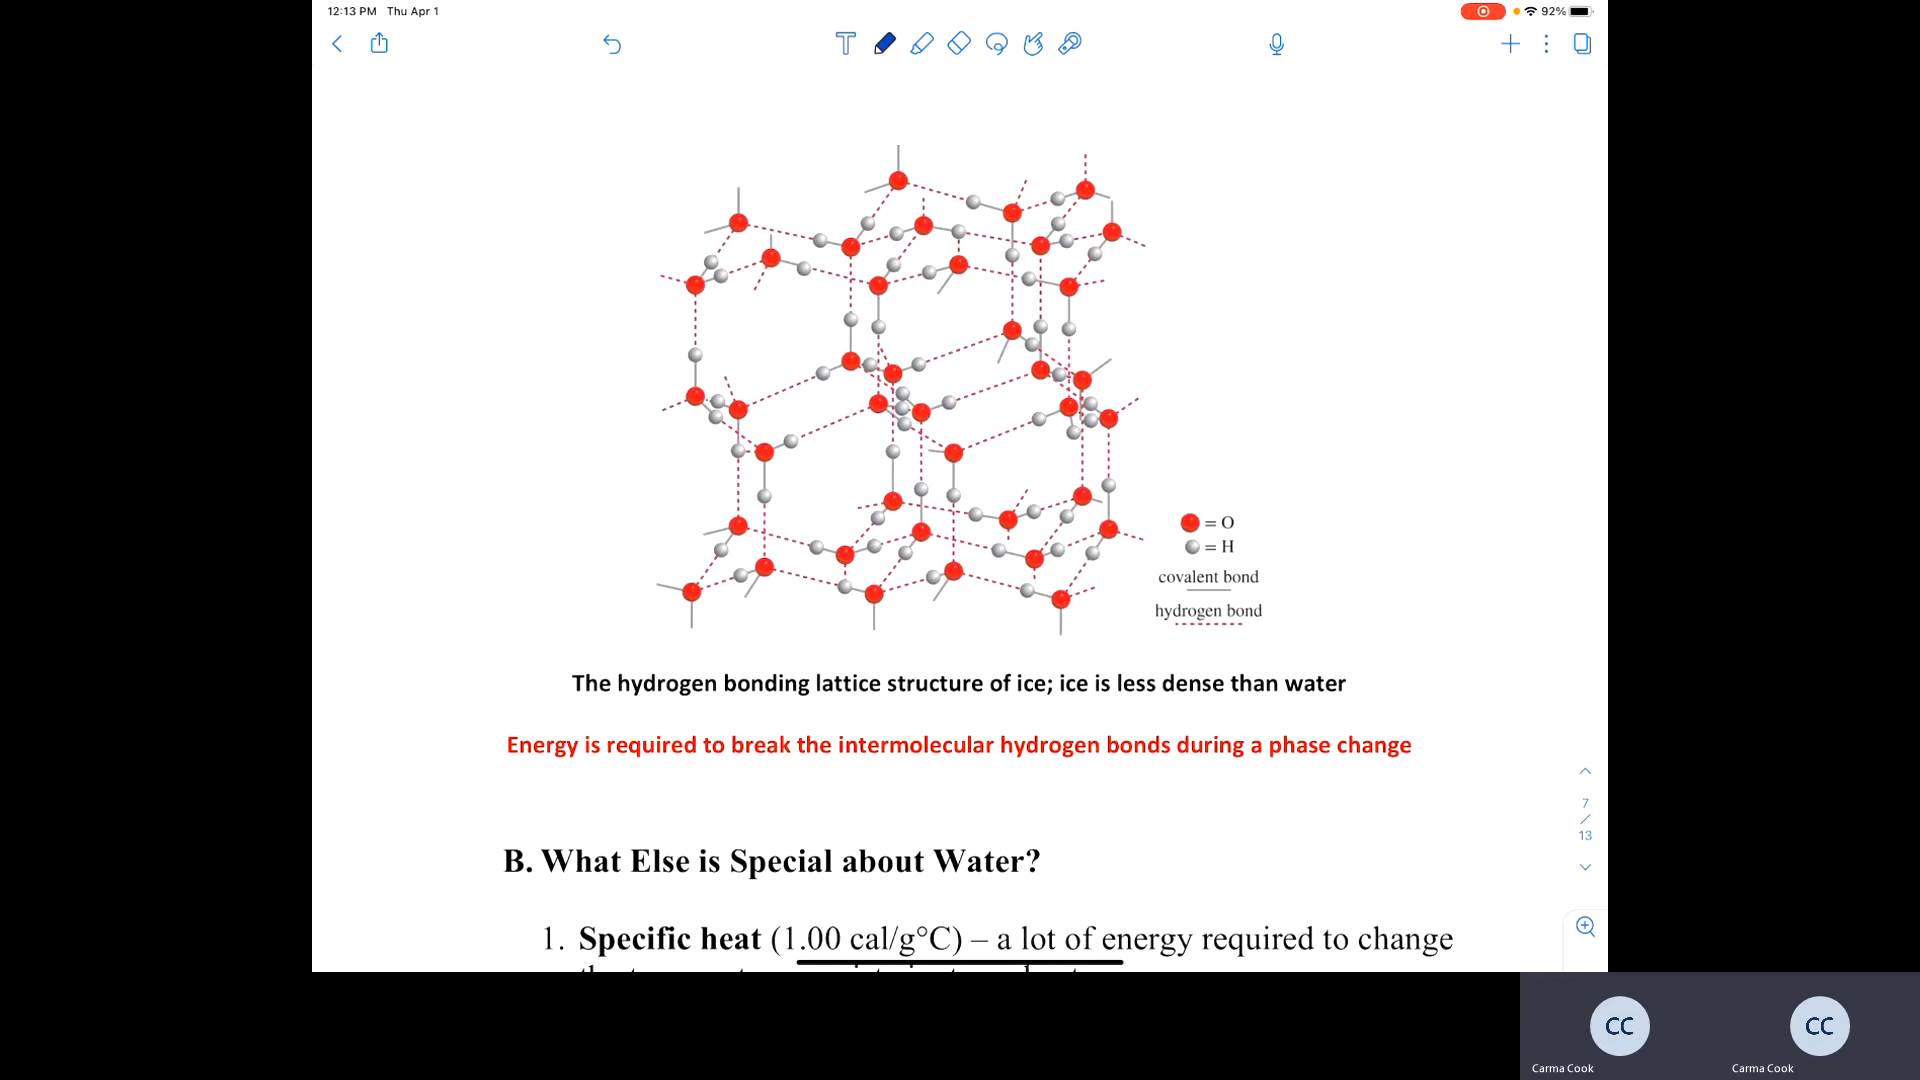 12:13 PM Thu Apr 1
92%
= O
= H
covalent bond
hydrogen bond
The hydrogen bonding lattice structure of ice; ice is less dense than water
Energy is required to break the intermolecular hydrogen bonds during a phase change
7
/
13
B. What Else is Special about Water?
1. Specific heat (1.00 cal/g°C) – a lot of energy required to change
CC
CC
Carma Cook
Carma Cook